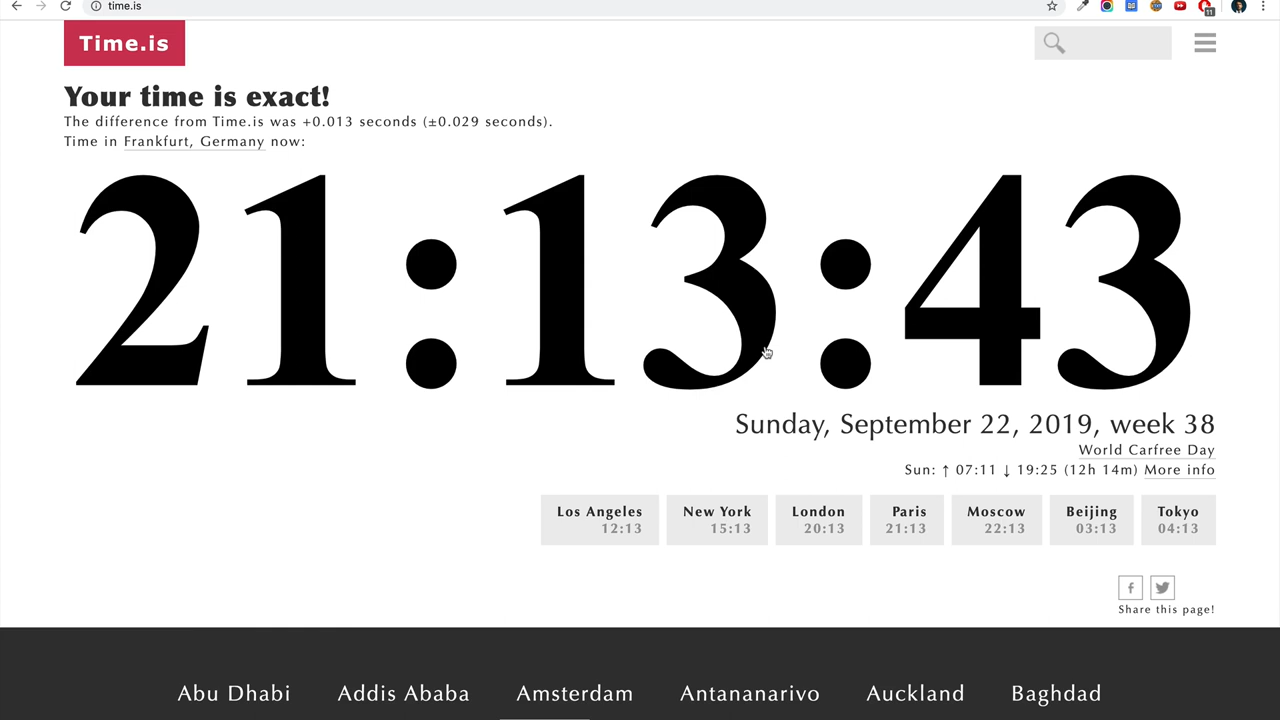 time.is
11
Time.is
Your time is exact!
The difference from Time.is was +0.013 seconds (±0.029 seconds).
Time in Frankfurt, Germany now:
21:13:43
Sunday, September 22, 2019, week 38
World Carfree Day
Sun: ↑ 07:11 ↓ 19:25 (12h 14m) More info
Los Angeles New York London Paris Moscow Beijing Tokyo
12:13 15:13 20:13 21:13 22:13 03:13 04:13
Share this page!
Abu Dhabi Addis Ababa Amsterdam Antananarivo Auckland Baghdad